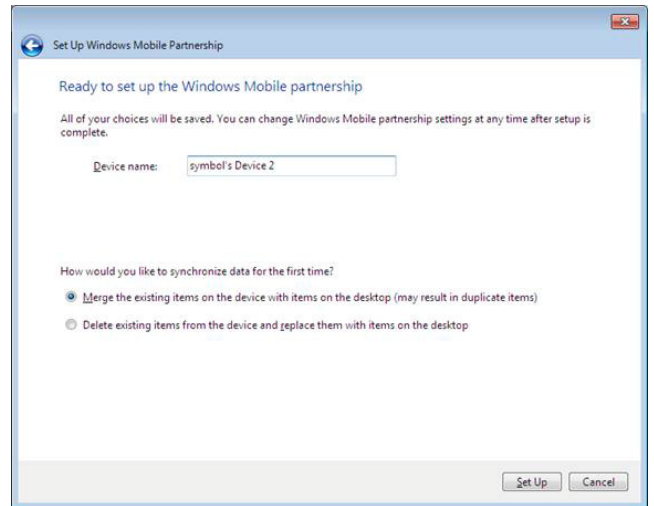 Set Up Windows Mobile Partnership
Ready to set up the Windows Mobile partnership
All of your choices will be saved. You can change Windows Mobile partnership settings at any time after setup is
complete.
Device name: symbol's Device 2
How would you like to synchronize data for the first time?
Merge the existing items on the device with items on the desktop (may result in duplicate items)
Delete existing items from the device and replace them with items on the desktop
Set Up Cancel